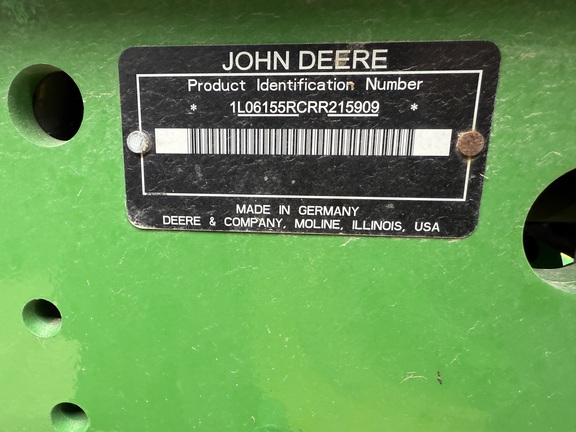 JOHN DEERE
Product Identification Number
* 1L06155RCRR215909 *
MADE IN GERMANY
DEERE & COMPANY, MOLINE, ILLINOIS, USA